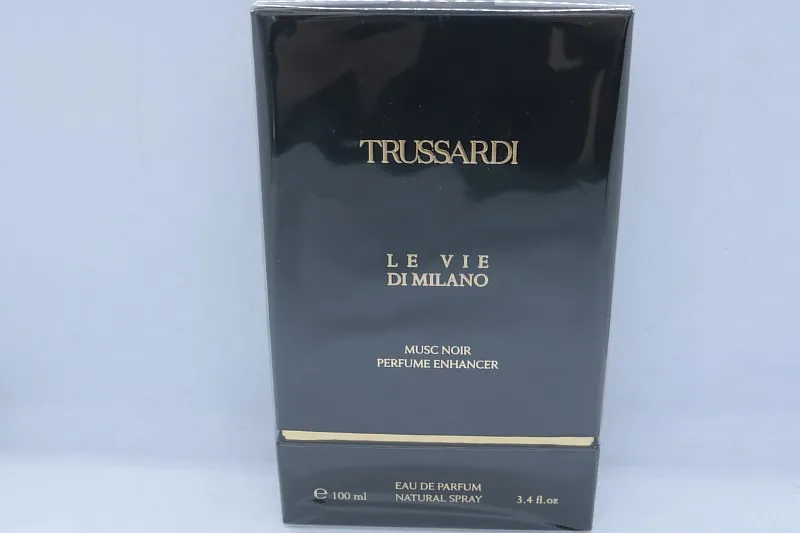 TRUSSARDI
LE VIE
DI MILANO
MUSC NOIR
PERFUME ENHANCER
EAU DE PARFUM
℮ 100 ml NATURAL SPRAY 3.4 fl.oz